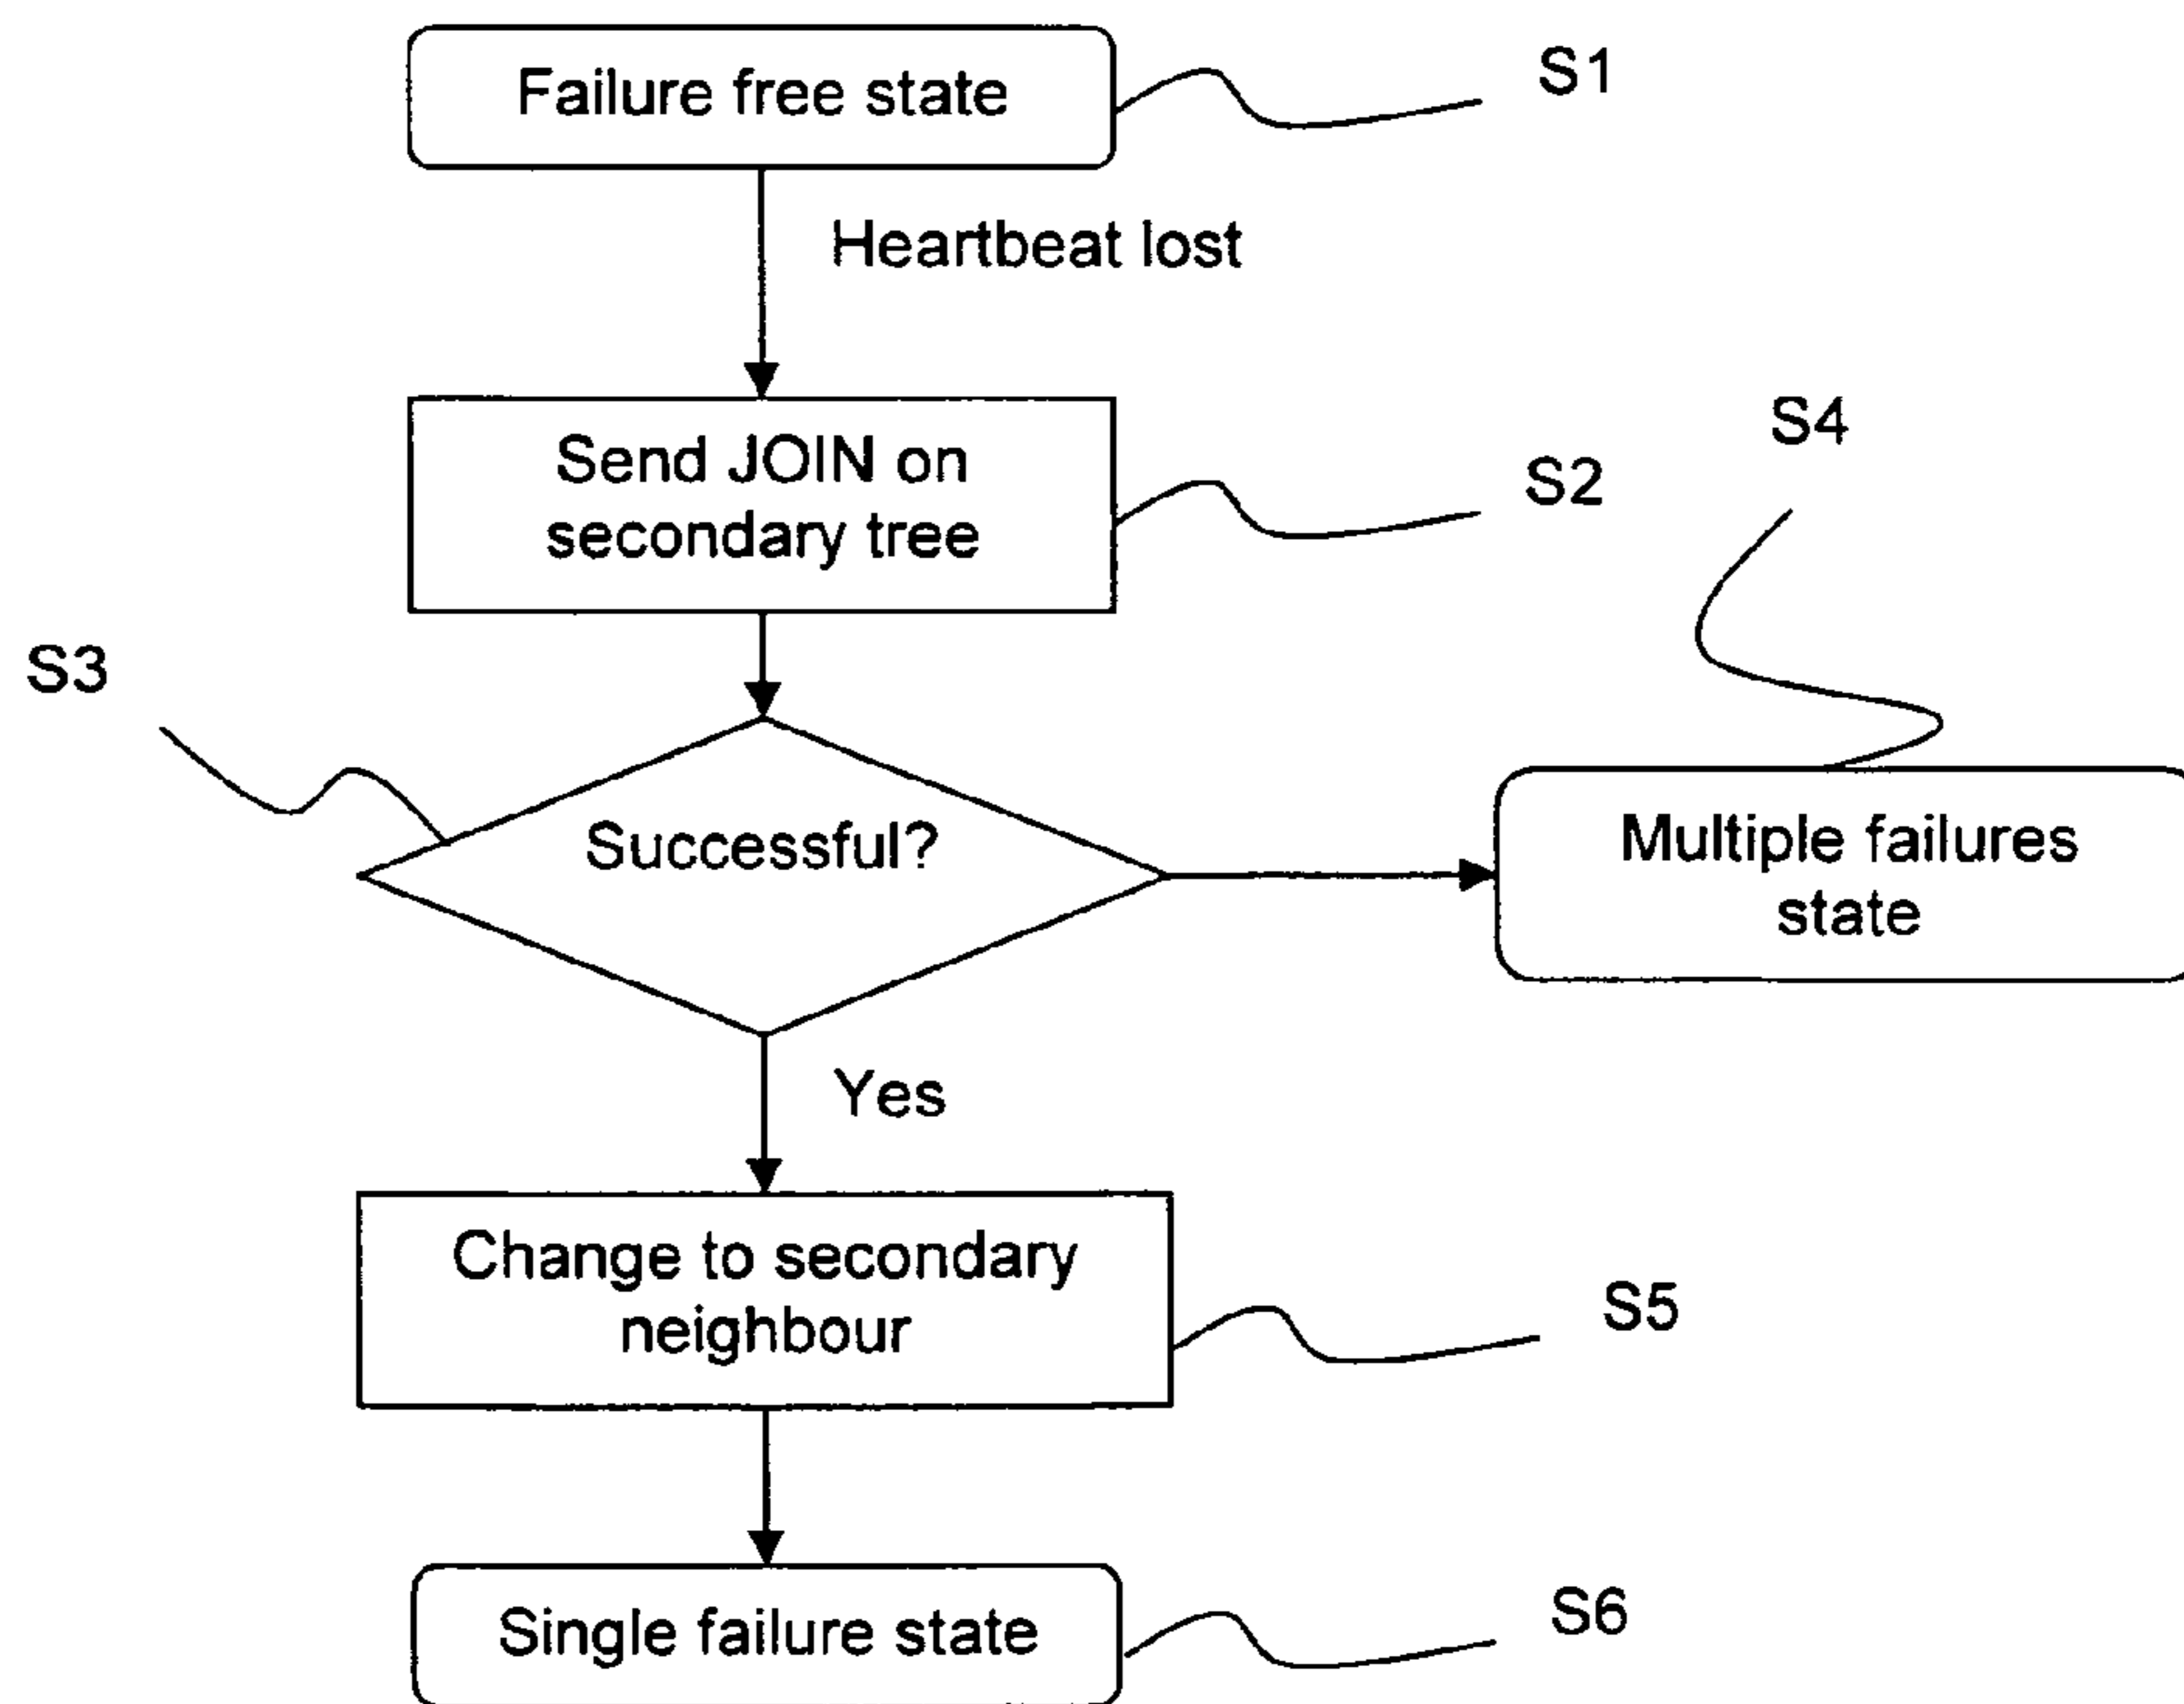 Failure free state
S1
Heartbeat lost
Send JOIN on
secondary tree
S2
S4
S3
Successful?
Multiple failures
state
Yes
Change to secondary
neighbour
S5
Single failure state
S6